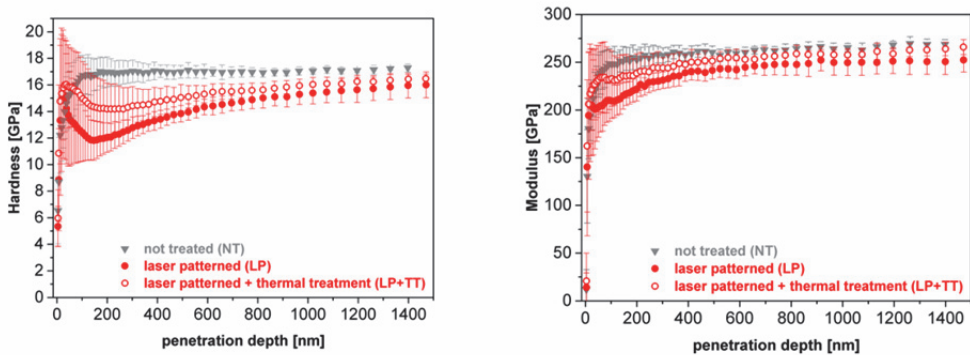 20
18
16
14
12
10
8
6
4
2
0
Hardness [GPa]
not treated (NT)
laser patterned (LP)
laser patterned + thermal treatment (LP+TT)
0 200 400 600 800 1000 1200 1400
penetration depth [nm]
300
250
200
150
100
50
0
Modulus [GPa]
not treated (NT)
laser patterned (LP)
laser patterned + thermal treatment (LP+TT)
0 200 400 600 800 1000 1200 1400
penetration depth [nm]